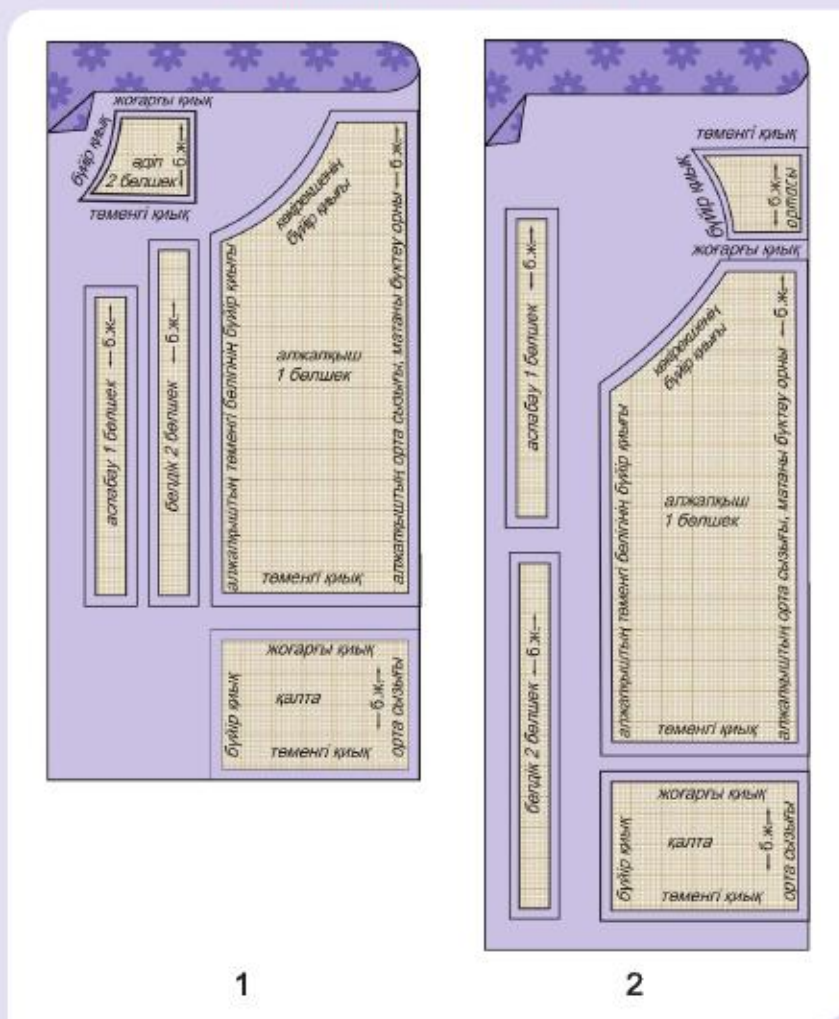 жоғарғы қиық
бүйір қиық
әдіп
2 бөлшек
←б.ж.→
төменгі қиық
аспабау 1 бөлшек ←б.ж.→
белдік 2 бөлшек ←б.ж.→
көкірекшенің
бүйір қиығы
алжапқыштың төменгі бөлігінің бүйір қиығы
алжапқыш
1 бөлшек
алжапқыштың орта сызығы, матаны бүктеу орны ←б.ж.→
төменгі қиық
жоғарғы қиық
бүйір қиық
қалта
←б.ж.→
орта сызығы
төменгі қиық
1
төменгі қиық
бүйір қиық
←б.ж.→
ортасы
жоғарғы қиық
аспабау 1 бөлшек ←б.ж.→
белдік 2 бөлшек ←б.ж.→
көкірекшенің
бүйір қиығы
алжапқыштың төменгі бөлігінің бүйір қиығы
алжапқыш
1 бөлшек
алжапқыштың орта сызығы, матаны бүктеу орны ←б.ж.→
төменгі қиық
жоғарғы қиық
бүйір қиық
қалта
←б.ж.→
орта сызығы
төменгі қиық
2